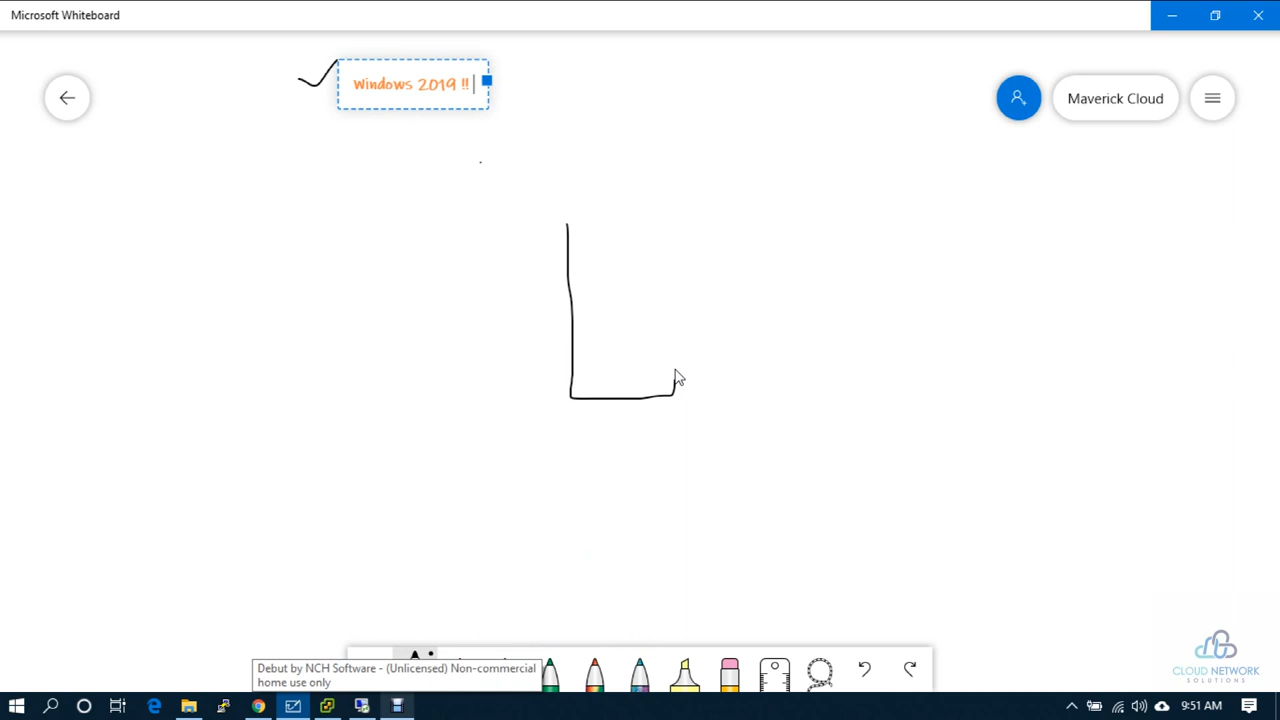 Microsoft Whiteboard
Windows 2019 !!
Maverick Cloud
Debut by NCH Software - (Unlicensed) Non-commercial
home use only
CLOUD NETWORK
SOLUTIONS
9:51 AM